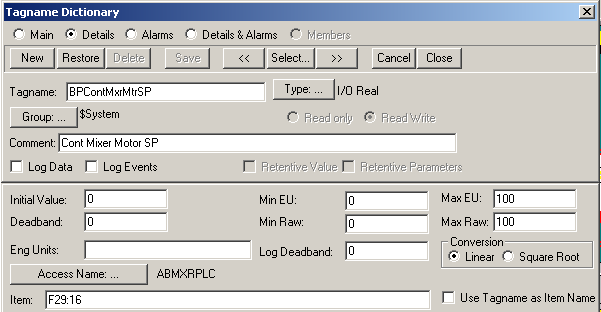 Tagname Dictionary
Main Details Alarms Details & Alarms Members
New Restore Delete Save << Select... >> Cancel Close
Tagname: BPContMxrMtrSP Type: ... I/O Real
Group: ... $System Read only Read Write
Comment: Cont Mixer Motor SP
Log Data Log Events Retentive Value Retentive Parameters
Initial Value: 0 Min EU: 0 Max EU: 100
Deadband: 0 Min Raw: 0 Max Raw: 100
Eng Units: Log Deadband: 0 Conversion
Linear Square Root
Access Name: ... ABMXRPLC
Item: F29:16 Use Tagname as Item Name